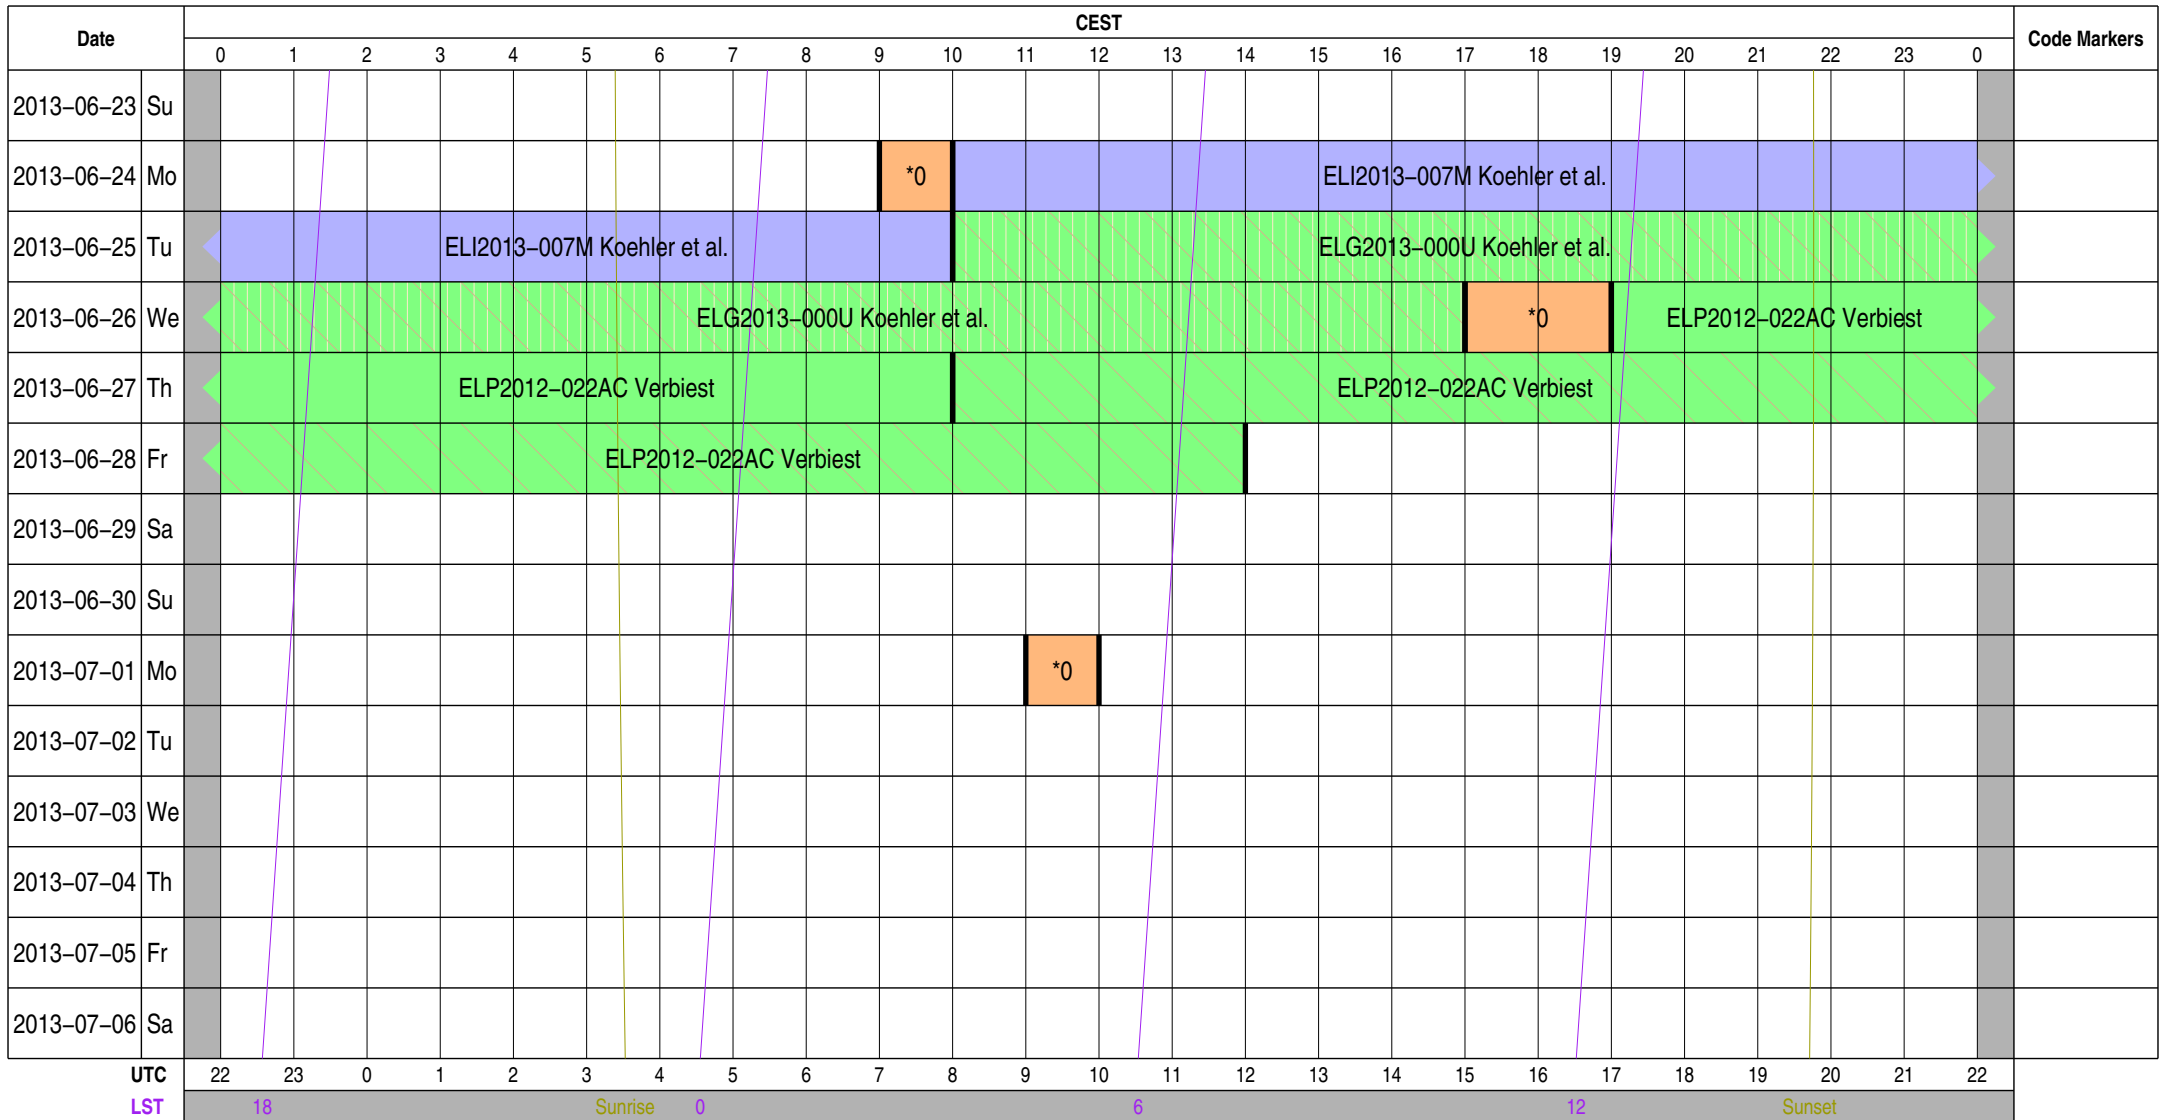 Date CEST Code Markers
0 1 2 3 4 5 6 7 8 9 10 11 12 13 14 15 16 17 18 19 20 21 22 23 0
2013−06−23 Su
2013−06−24 Mo *0 ELI2013−007M Koehler et al.
2013−06−25 Tu ELI2013−007M Koehler et al. ELG2013−000U Koehler et al.
2013−06−26 We ELG2013−000U Koehler et al. *0 ELP2012−022AC Verbiest
2013−06−27 Th ELP2012−022AC Verbiest ELP2012−022AC Verbiest
2013−06−28 Fr ELP2012−022AC Verbiest
2013−06−29 Sa
2013−06−30 Su
2013−07−01 Mo *0
2013−07−02 Tu
2013−07−03 We
2013−07−04 Th
2013−07−05 Fr
2013−07−06 Sa
UTC 22 23 0 1 2 3 4 5 6 7 8 9 10 11 12 13 14 15 16 17 18 19 20 21 22
LST 18 Sunrise 0 6 12 Sunset